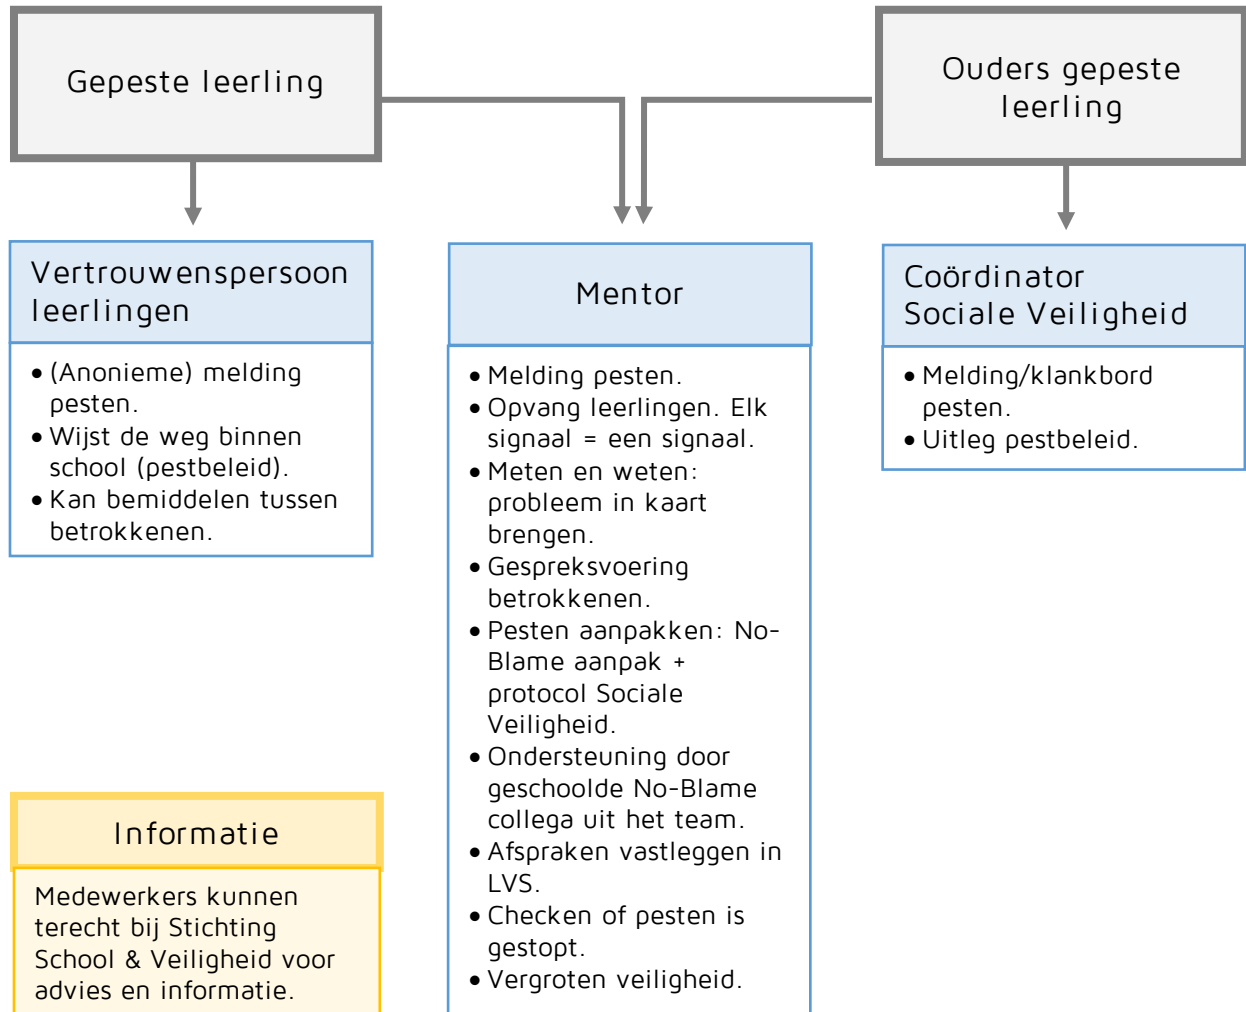 Gepeste leerling
Ouders gepeste
leerling
Vertrouwenspersoon
leerlingen
• (Anonieme) melding
pesten.
• Wijst de weg binnen
school (pestbeleid).
• Kan bemiddelen tussen
betrokkenen.
Mentor
• Melding pesten.
• Opvang leerlingen. Elk
signaal = een signaal.
• Meten en weten:
probleem in kaart
brengen.
• Gespreksvoering
betrokkenen.
• Pesten aanpakken: No-
Blame aanpak +
protocol Sociale
Veiligheid.
• Ondersteuning door
geschoolde No-Blame
collega uit het team.
• Afspraken vastleggen in
LVS.
• Checken of pesten is
gestopt.
• Vergroten veiligheid.
Coördinator
Sociale Veiligheid
• Melding/klankbord
pesten.
• Uitleg pestbeleid.
Informatie
Medewerkers kunnen
terecht bij Stichting
School & Veiligheid voor
advies en informatie.